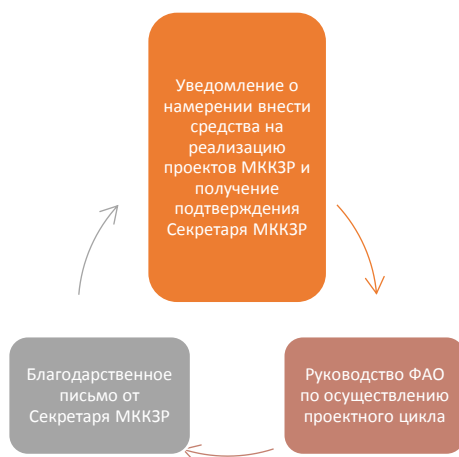 Уведомление о
намерении внести
средства на
реализацию
проектов МККЗР и
получение
подтверждения
Секретаря МККЗР
Благодарственное
письмо от
Секретаря МККЗР
Руководство ФАО
по осуществлению
проектного цикла